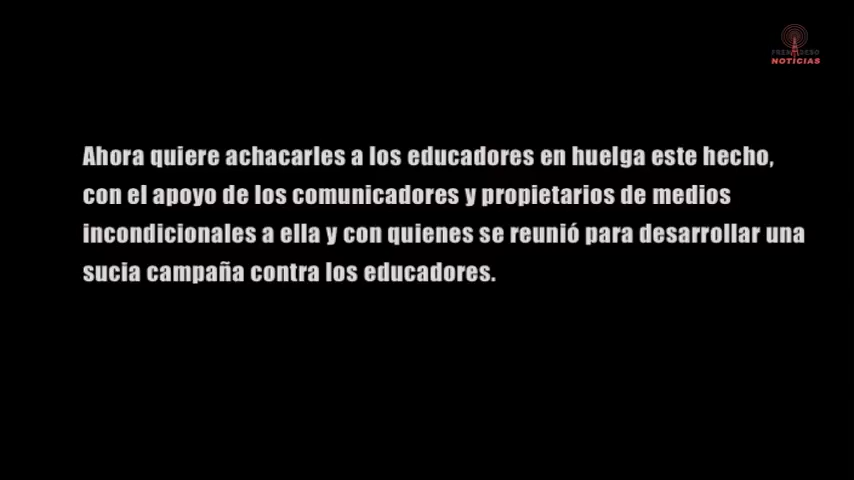 NOTICIAS
Ahora quiere achacarles a los educadores en huelga este hecho,
con el apoyo de los comunicadores y propietarios de medios
incondicionales a ella y con quienes se reunió para desarrollar una
sucia campaña contra los educadores.